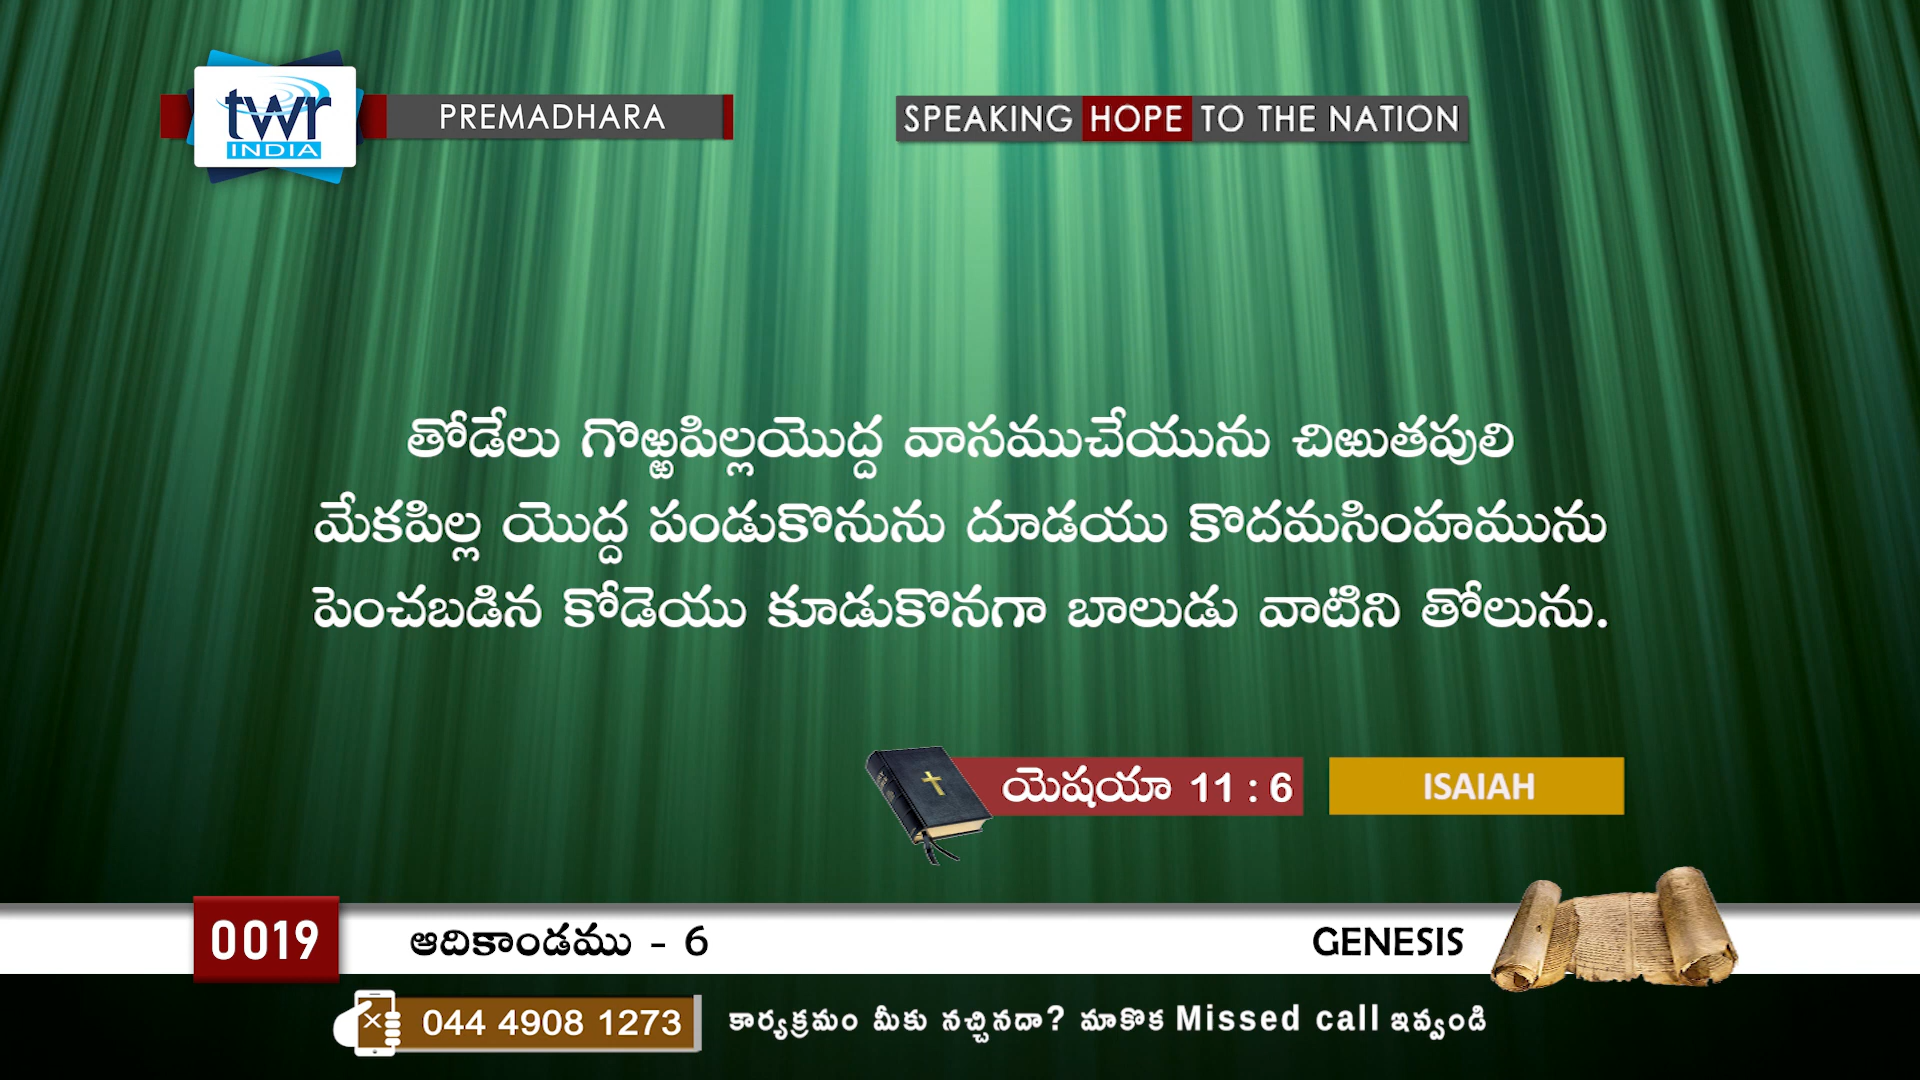 twr
INDIA
PREMADHARA
SPEAKING HOPE TO THE NATION
తోడేలు గొఱ్ఱపిల్లయొద్ద వాసముచేయును చిఱుతపులి
మేకపిల్ల యొద్ద పండుకొనును దూడయు కొదమసింహమును
పెంచబడిన కోడెయు కూడుకొనగా బాలుడు వాటిని తోలును.
యెషయా 11 : 6
ISAIAH
0019
ఆదికాండము - 6
GENESIS
044 4908 1273
కార్యక్రమం మీకు నచ్చినదా? మాకొక Missed call ఇవ్వండి